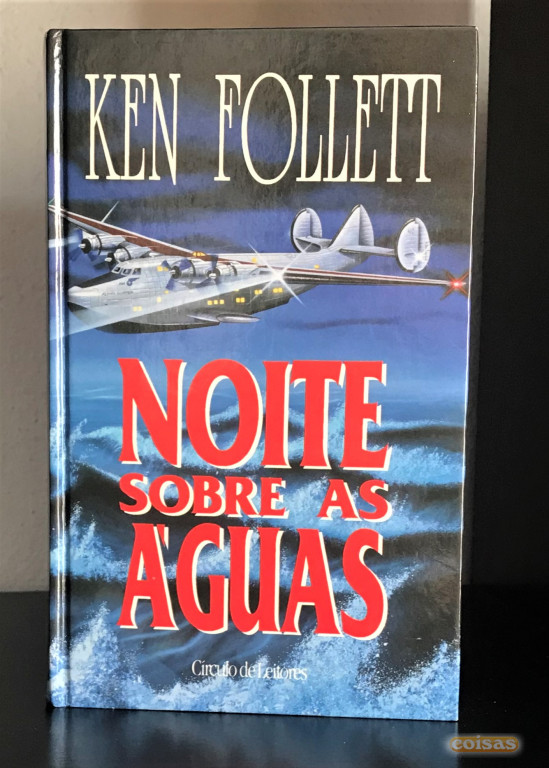 KEN FOLLETT
NOITE
SOBRE AS
ÁGUAS
Círculo de Leitores
coisas